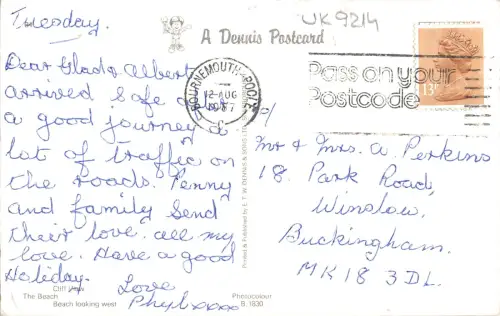 Tuesday.
UK9214
A Dennis Postcard
BOURNEMOUTH-POOLE
12 AUG
1987
Pass on your
Postcode
13P
Dear Glad & Albert
arrived safe after
a good journey a
lot of traffic on
the roads. Penny
and family send
their love. all my
love. Have a good
Holiday.
Love
Phyl xxxx
Mr & Mrs. A. Perkins
18. Park Road,
Winslow,
Buckingham.
MK18 3DL.
Cliff View
The Beach
Beach looking west
Photocolour
B. 1830
Printed & Published by E. T. W. DENNIS & SONS LTD.